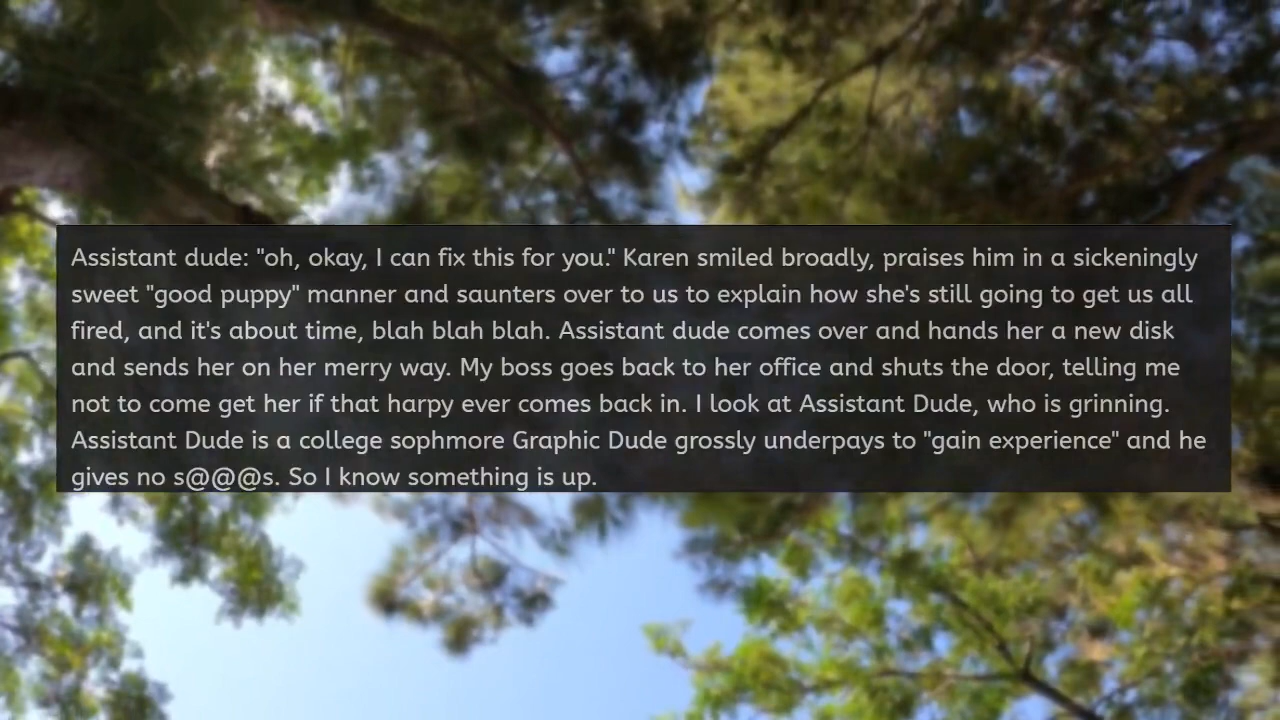 Assistant dude: "oh, okay, I can fix this for you." Karen smiled broadly, praises him in a sickeningly
sweet "good puppy" manner and saunters over to us to explain how she's still going to get us all
fired, and it's about time, blah blah blah. Assistant dude comes over and hands her a new disk
and sends her on her merry way. My boss goes back to her office and shuts the door, telling me
not to come get her if that harpy ever comes back in. I look at Assistant Dude, who is grinning.
Assistant Dude is a college sophmore Graphic Dude grossly underpays to "gain experience" and he
gives no s@@@s. So I know something is up.